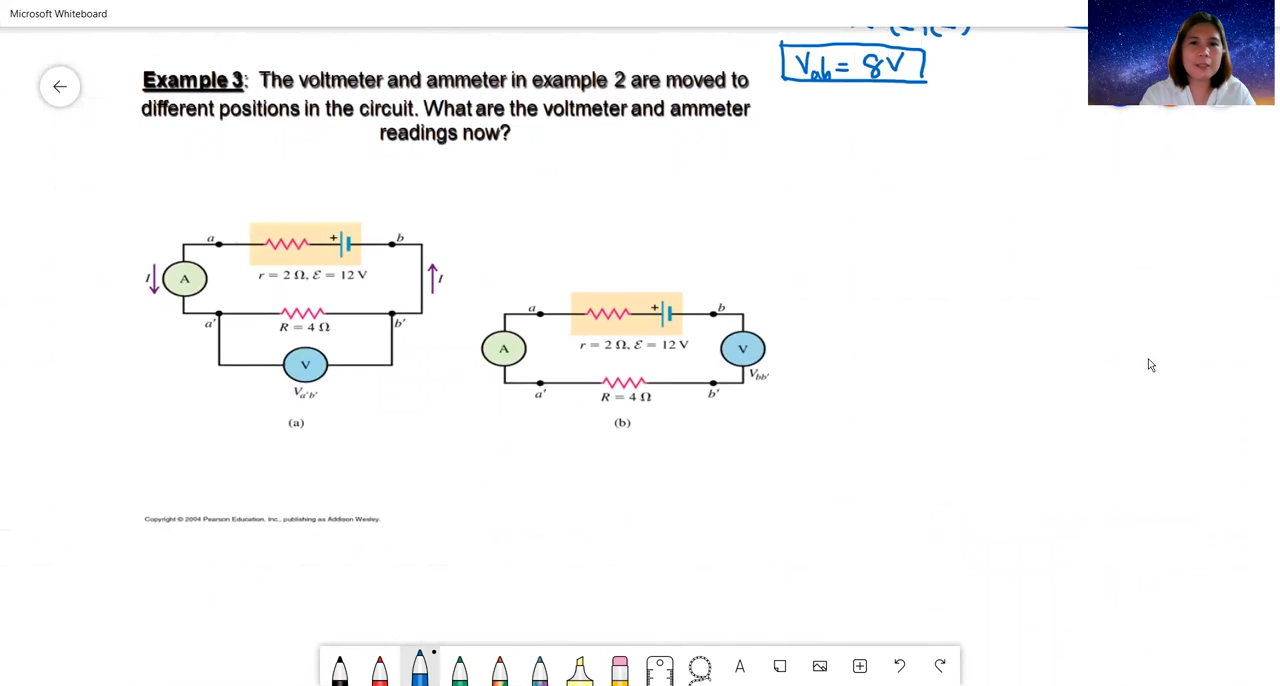 Microsoft Whiteboard
Vab = 8V
Example 3: The voltmeter and ammeter in example 2 are moved to
different positions in the circuit. What are the voltmeter and ammeter
readings now?
a
+
b
I
A
r = 2 Ω, ℰ = 12 V
I
a'
R = 4 Ω
b'
V
Va'b'
(a)
a
+
b
A
r = 2 Ω, ℰ = 12 V
V
Vbb'
a'
R = 4 Ω
b'
(b)
Copyright © 2004 Pearson Education, Inc., publishing as Addison Wesley.
A